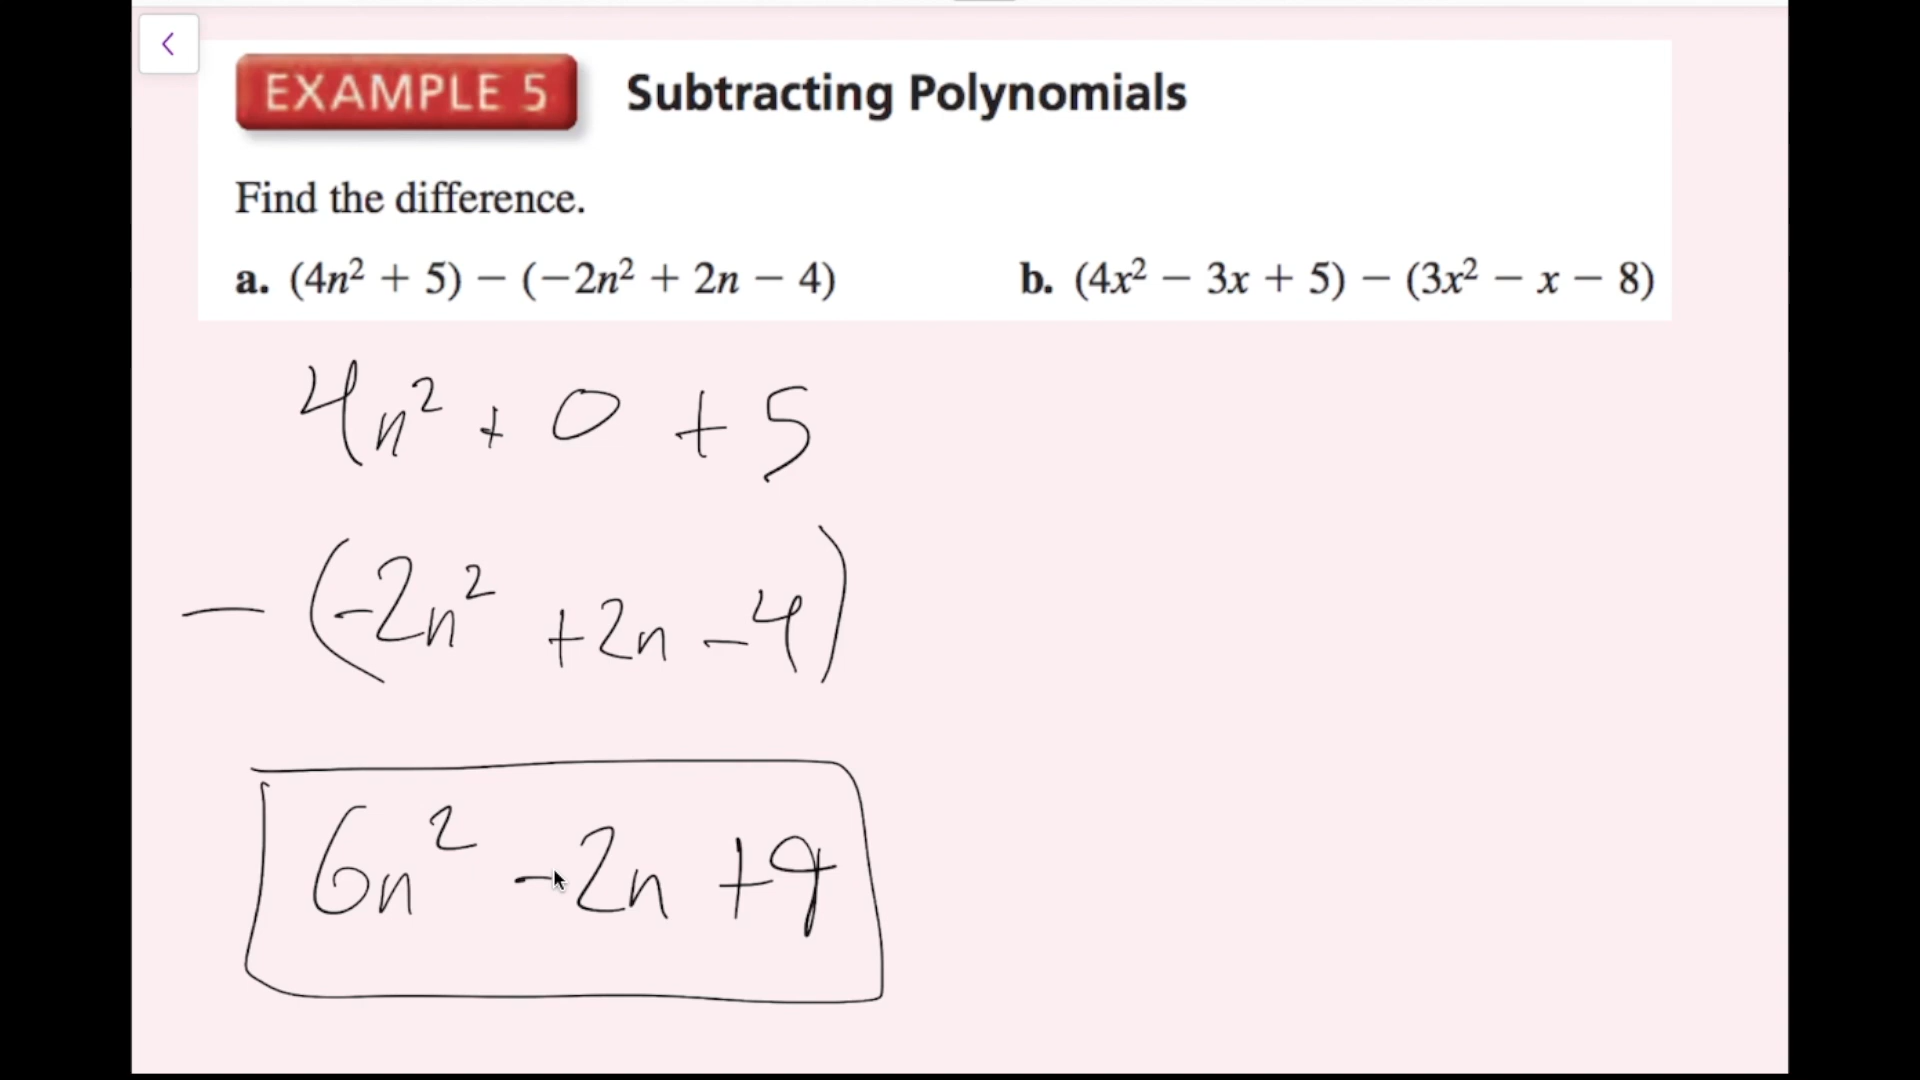 EXAMPLE 5 Subtracting Polynomials
Find the difference.
a. (4n² + 5) − (−2n² + 2n − 4) b. (4x² − 3x + 5) − (3x² − x − 8)
4n² + 0 + 5
− (-2n² +2n -4)
6n² -2n +9